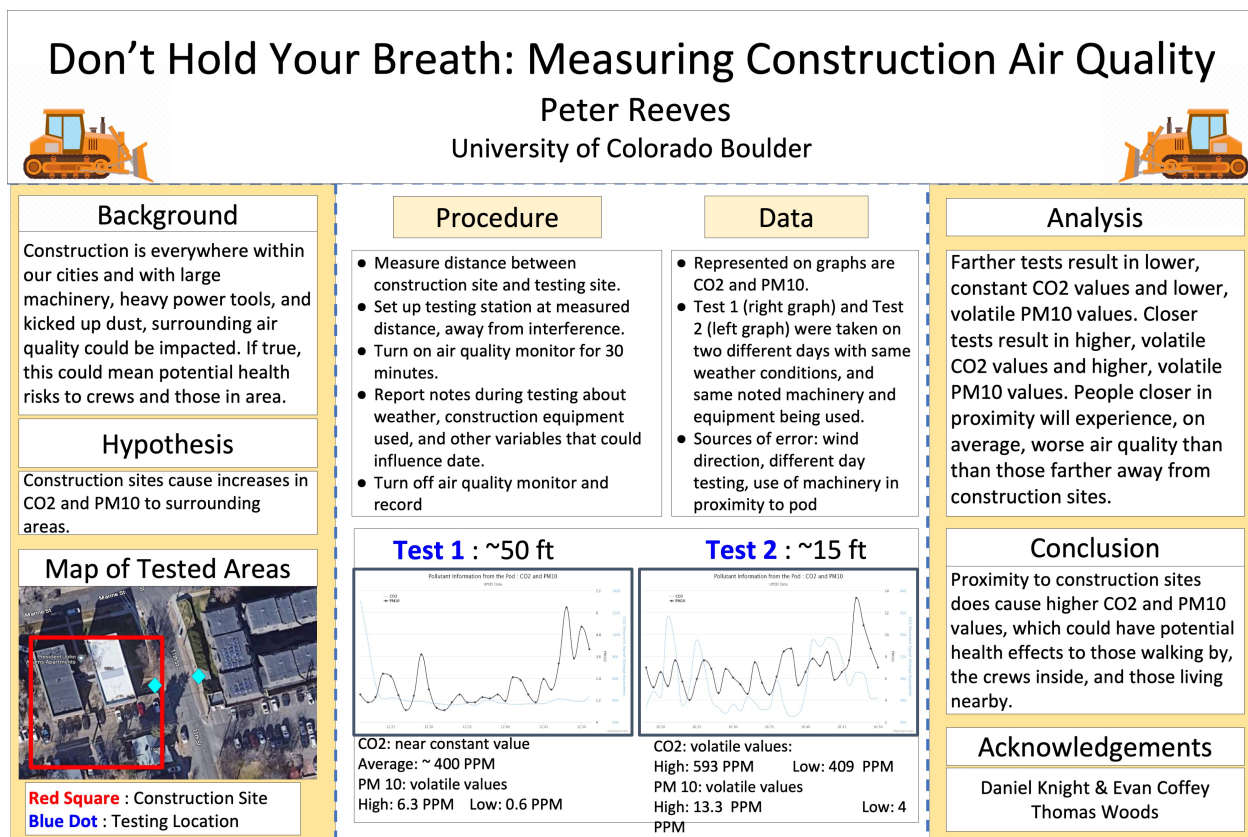 Don’t Hold Your Breath: Measuring Construction Air Quality
Peter Reeves
University of Colorado Boulder
Background
Construction is everywhere within
our cities and with large
machinery, heavy power tools, and
kicked up dust, surrounding air
quality could be impacted. If true,
this could mean potential health
risks to crews and those in area.
Hypothesis
Construction sites cause increases in
CO2 and PM10 to surrounding
areas.
Map of Tested Areas
Marine St
Marine St
President John
Apartments
17th St
17th St
Red Square : Construction Site
Blue Dot : Testing Location
Procedure
● Measure distance between
construction site and testing site.
● Set up testing station at measured
distance, away from interference.
● Turn on air quality monitor for 30
minutes.
● Report notes during testing about
weather, construction equipment
used, and other variables that could
influence date.
● Turn off air quality monitor and
record
Data
● Represented on graphs are
CO2 and PM10.
● Test 1 (right graph) and Test
2 (left graph) were taken on
two different days with same
weather conditions, and
same noted machinery and
equipment being used.
● Sources of error: wind
direction, different day
testing, use of machinery in
proximity to pod
Test 1 : ~50 ft
Pollutant Information from the Pod : CO2 and PM10
CO2
PM10
CO2: near constant value
Average: ~ 400 PPM
PM 10: volatile values
High: 6.3 PPM Low: 0.6 PPM
Test 2 : ~15 ft
Pollutant Information from the Pod : CO2 and PM10
CO2
PM10
CO2: volatile values:
High: 593 PPM Low: 409 PPM
PM 10: volatile values
High: 13.3 PPM Low: 4
PPM
Analysis
Farther tests result in lower,
constant CO2 values and lower,
volatile PM10 values. Closer
tests result in higher, volatile
CO2 values and higher, volatile
PM10 values. People closer in
proximity will experience, on
average, worse air quality than
than those farther away from
construction sites.
Conclusion
Proximity to construction sites
does cause higher CO2 and PM10
values, which could have potential
health effects to those walking by,
the crews inside, and those living
nearby.
Acknowledgements
Daniel Knight & Evan Coffey
Thomas Woods